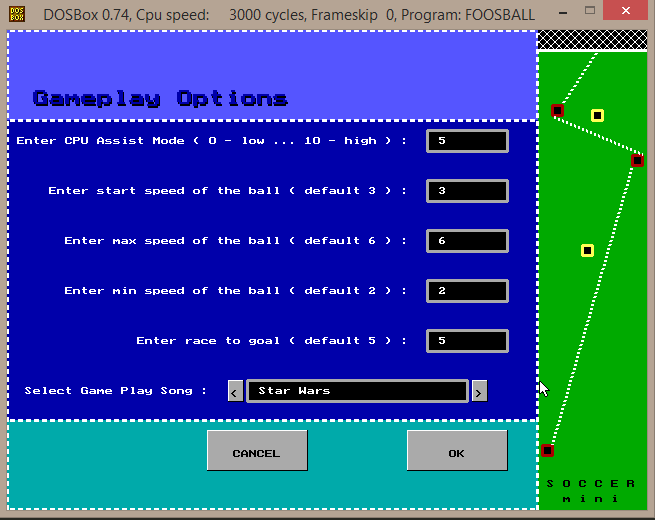 DOS BOX DOSBox 0.74, Cpu speed: 3000 cycles, Frameskip 0, Program: FOOSBALL
Gameplay Options
Enter CPU Assist Mode ( 0 - low ... 10 - high ) : 5
Enter start speed of the ball ( default 3 ) : 3
Enter max speed of the ball ( default 6 ) : 6
Enter min speed of the ball ( default 2 ) : 2
Enter race to goal ( default 5 ) : 5
Select Game Play Song : < Star Wars >
CANCEL OK
SOCCER
mini